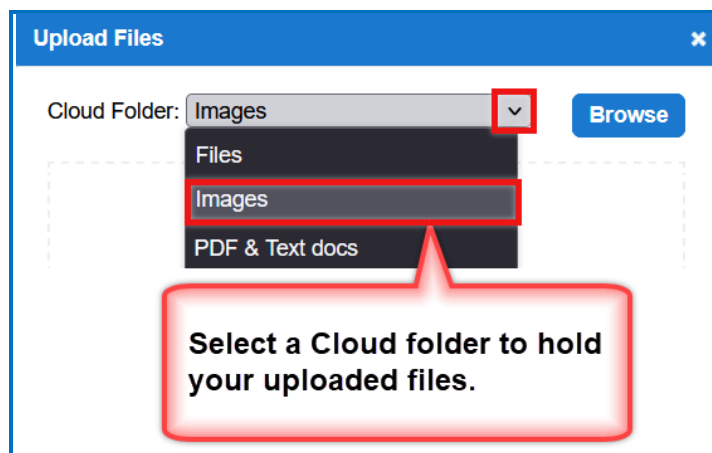 Upload Files
Cloud Folder: Images
Browse
Files
Images
PDF & Text docs
Select a Cloud folder to hold
your uploaded files.